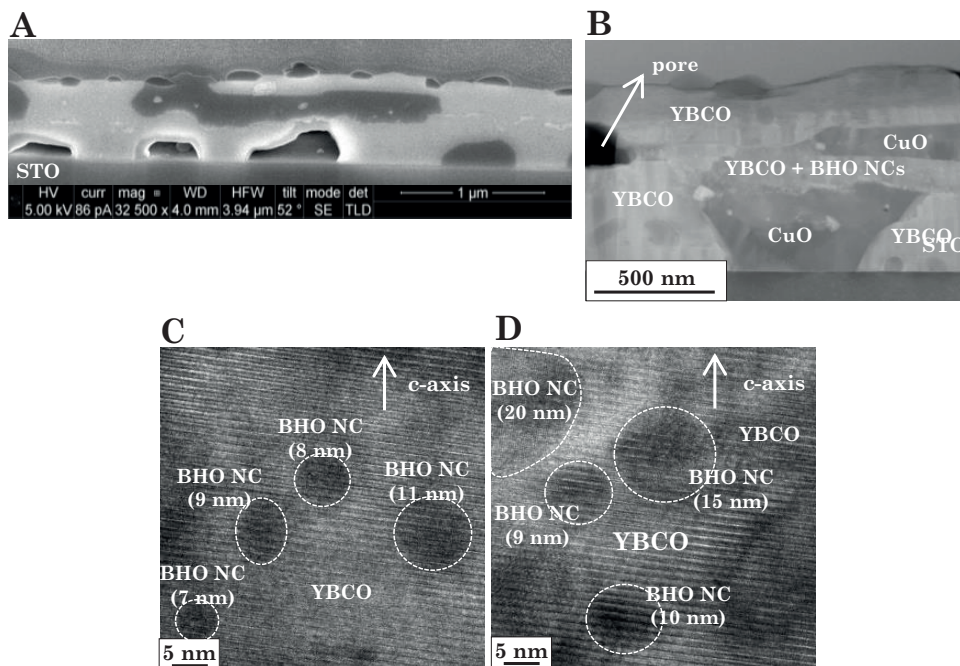 A
STO
HV curr mag WD HFW tilt mode det
5.00 kV 86 pA 32 500 x 4.0 mm 3.94 µm 52 ° SE TLD
1 µm
B
pore
YBCO
CuO
YBCO + BHO NCs
YBCO
CuO
YBCO
STO
500 nm
C
c-axis
BHO NC
(8 nm)
BHO NC
(9 nm)
BHO NC
(11 nm)
BHO NC
(7 nm)
YBCO
5 nm
D
c-axis
BHO NC
(20 nm)
YBCO
BHO NC
(15 nm)
BHO NC
(9 nm)
YBCO
BHO NC
(10 nm)
5 nm